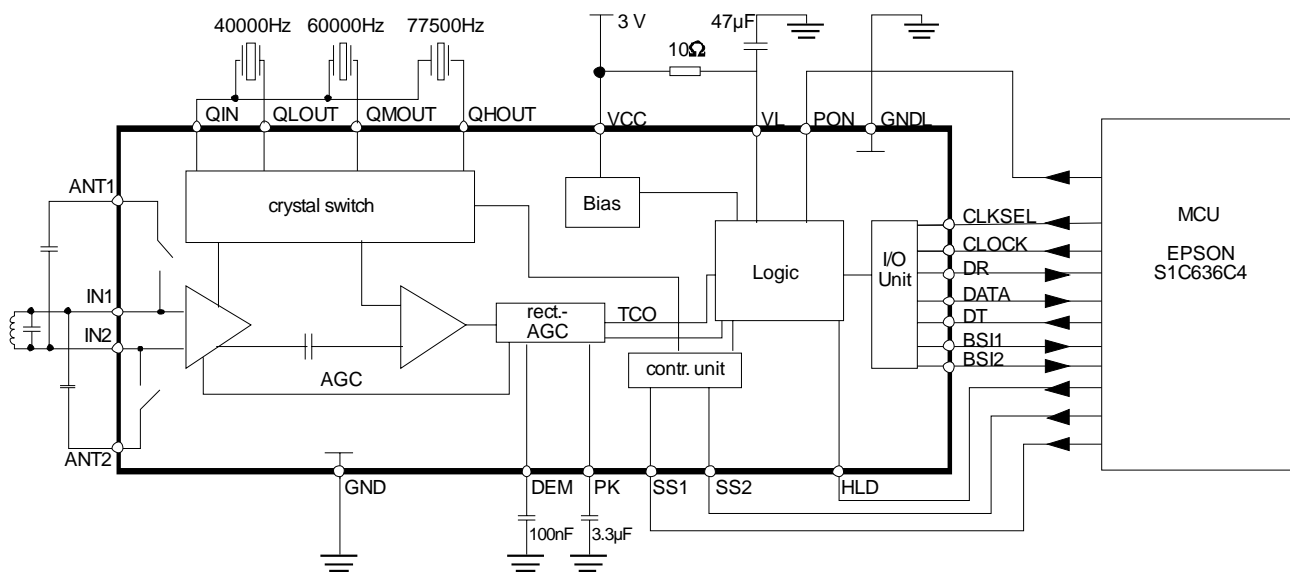 40000Hz
60000Hz
77500Hz
3 V
47µF
10Ω
QIN
QLOUT
QMOUT
QHOUT
VCC
VL
PON
GNDL
ANT1
crystal switch
Bias
Logic
I/O
Unit
CLKSEL
CLOCK
DR
DATA
DT
BSI1
BSI2
MCU
EPSON
S1C636C4
IN1
IN2
rect.-
AGC
TCO
contr. unit
AGC
ANT2
GND
DEM
PK
SS1
SS2
HLD
100nF
3.3µF